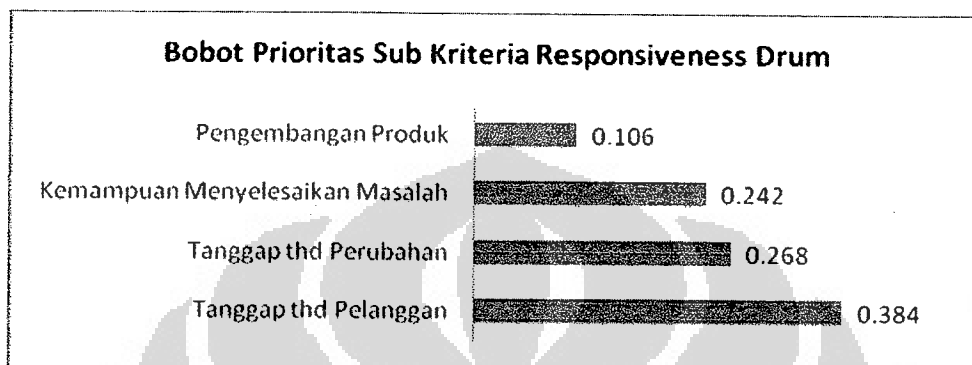 Bobot Prioritas Sub Kriteria Responsiveness Drum
Pengembangan Produk 0.106
Kemampuan Menyelesaikan Masalah 0.242
Tanggap thd Perubahan 0.268
Tanggap thd Pelanggan 0.384